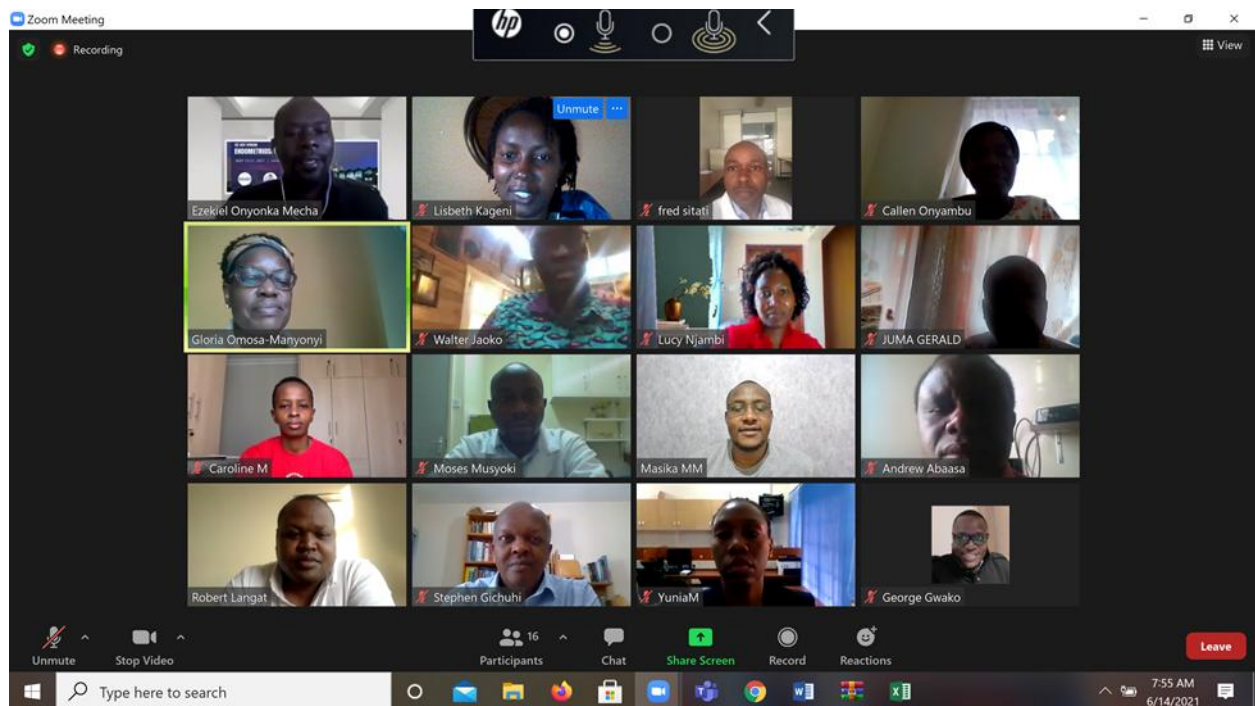 Zoom Meeting
hp
Recording
View
Unmute ...
ENDOMETRIOSIS
Ezekiel Onyonka Mecha
Lisbeth Kageni
fred sitati
Callen Onyambu
Gloria Omosa-Manyonyi
Walter Jaoko
Lucy Njambi
JUMA GERALD
Caroline M
Moses Musyoki
Masika MM
Andrew Abaasa
Robert Langat
Stephen Gichuhi
YuniaM
George Gwako
16
Unmute
Stop Video
Participants
Chat
Share Screen
Record
Reactions
Leave
Type here to search
7:55 AM
6/14/2021